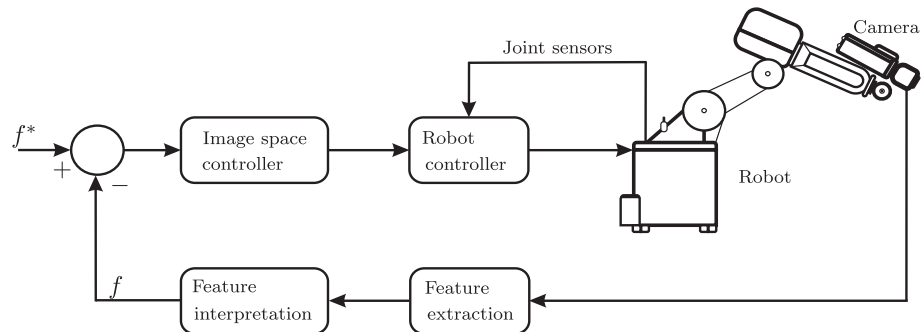 Camera
Joint sensors
f*
+
−
Image space
controller
Robot
controller
Robot
f
Feature
interpretation
Feature
extraction